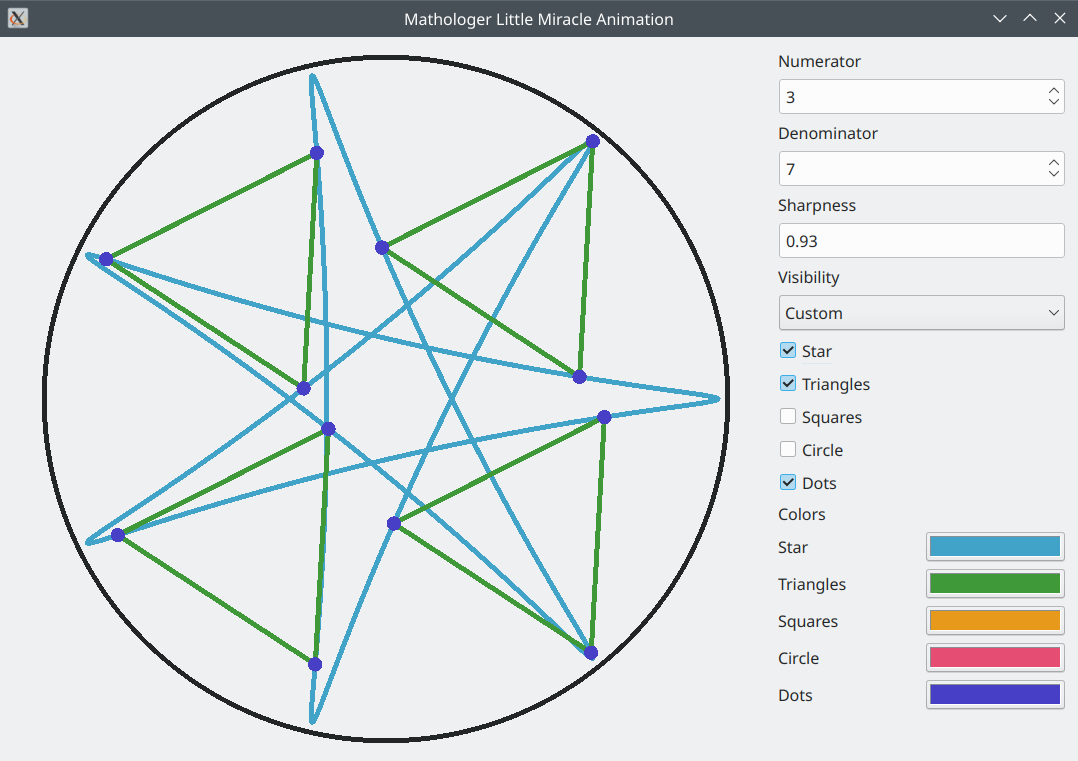 Mathologer Little Miracle Animation
Numerator
3
Denominator
7
Sharpness
0.93
Visibility
Custom
Star
Triangles
Squares
Circle
Dots
Colors
Star
Triangles
Squares
Circle
Dots